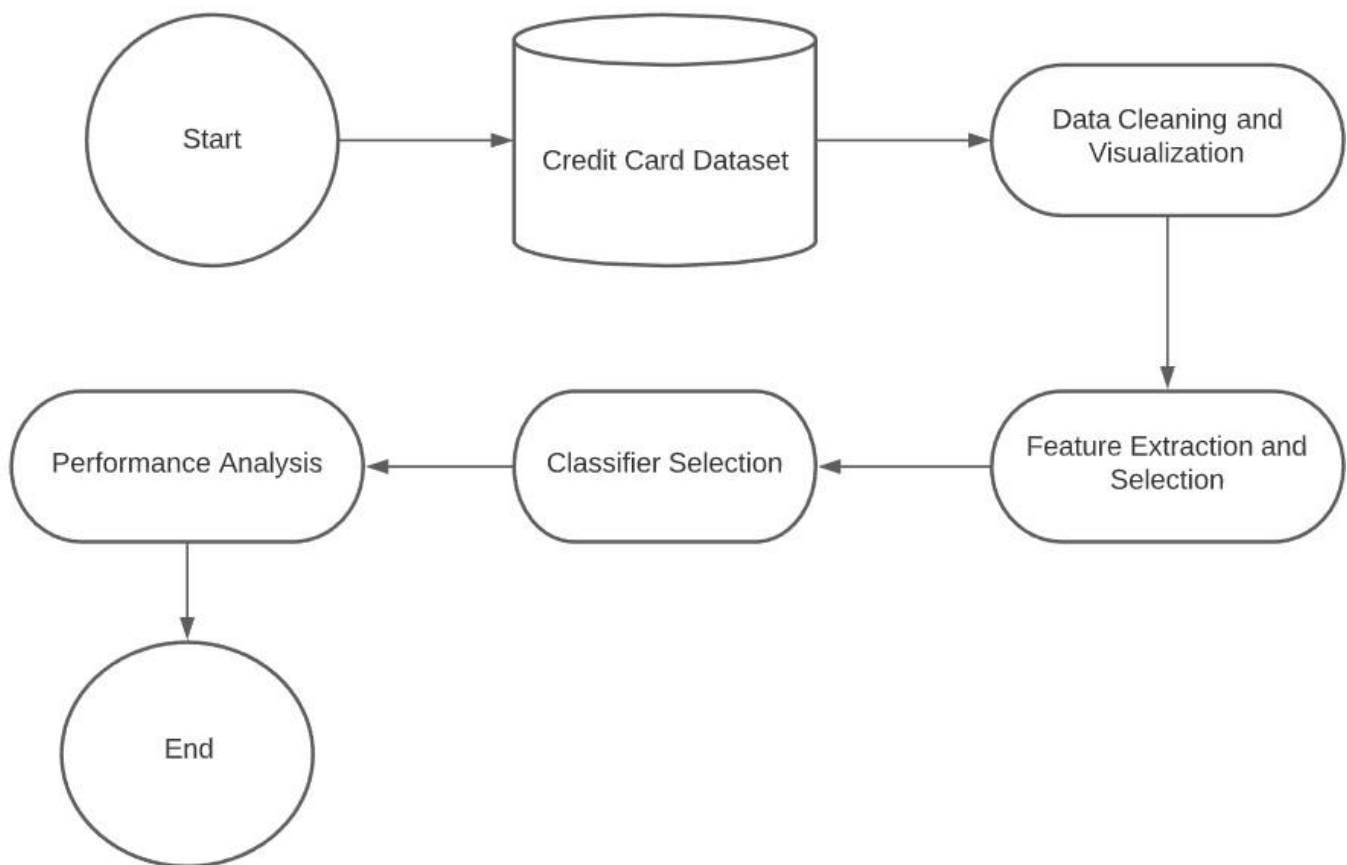 Start
Credit Card Dataset
Data Cleaning and
Visualization
Feature Extraction and
Selection
Classifier Selection
Performance Analysis
End